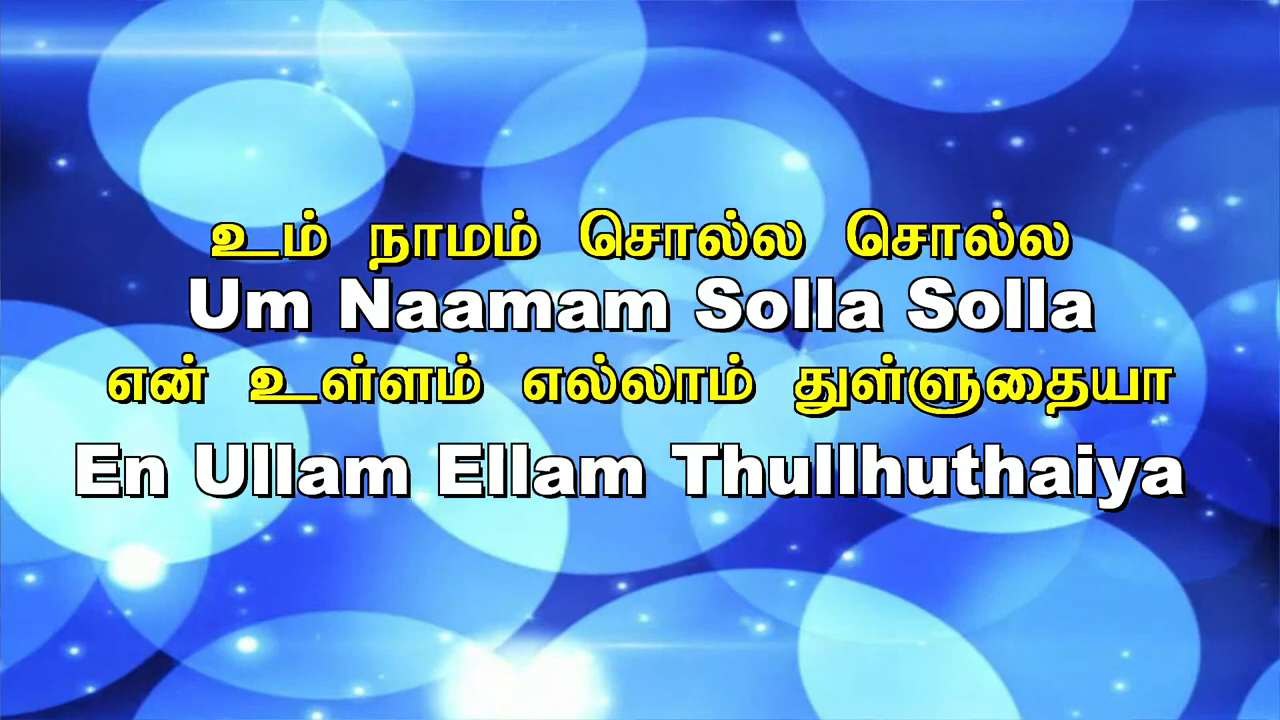 உம் நாமம் சொல்ல சொல்ல
Um Naamam Solla Solla
என் உள்ளம் எல்லாம் துள்ளுதையா
En Ullam Ellam Thullhuthaiya